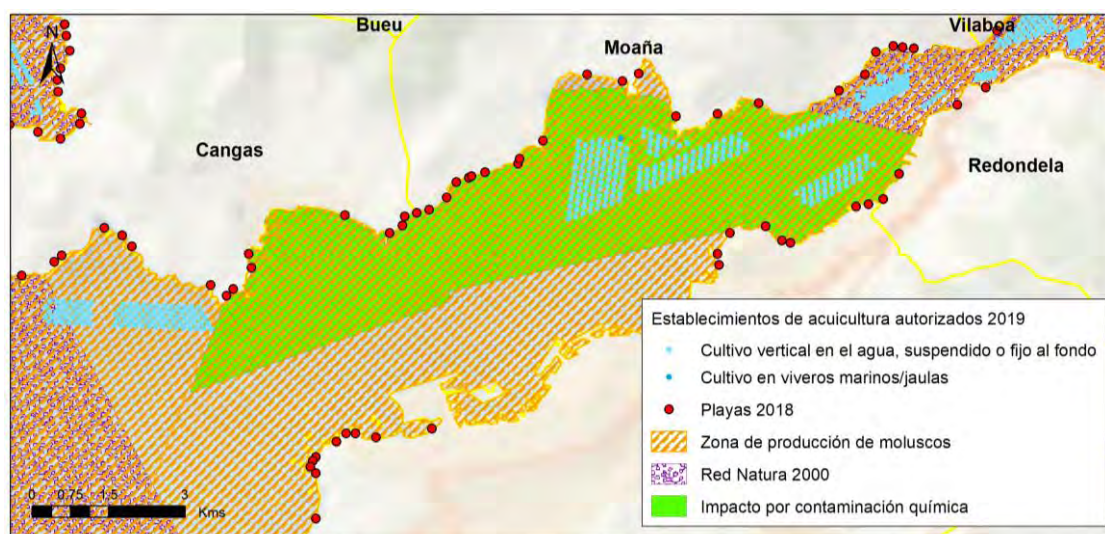 Bueu
Vilaboa
N
Moaña
Cangas
Redondela
Establecimientos de acuicultura autorizados 2019
Cultivo vertical en el agua, suspendido o fijo al fondo
Cultivo en viveros marinos/jaulas
Playas 2018
Zona de producción de moluscos
Red Natura 2000
Impacto por contaminación química
0 0.75 1.5 3
Kms